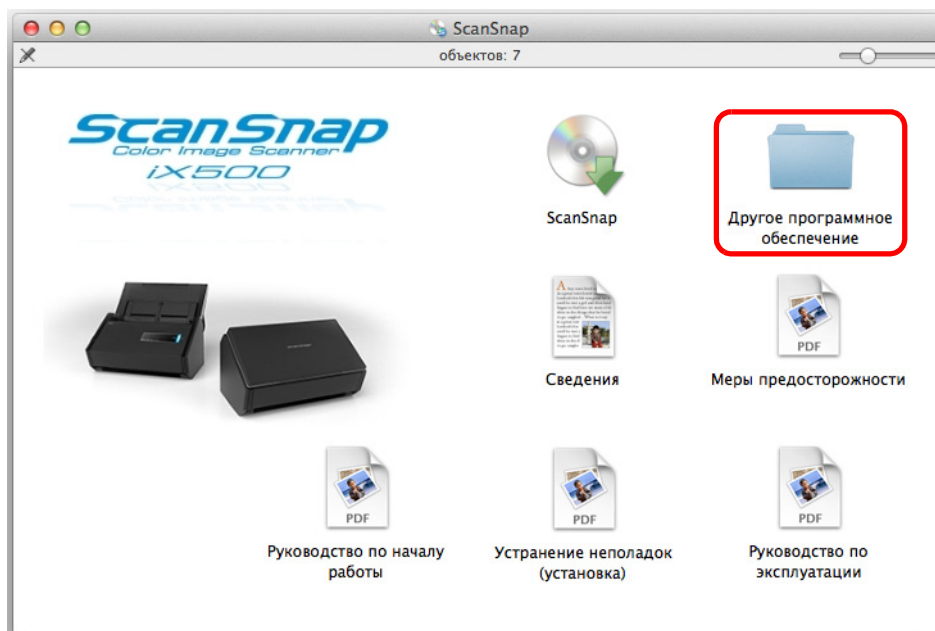 ScanSnap
объектов: 7
ScanSnap
Color Image Scanner
iX500
ScanSnap
Другое программное
обеспечение
Сведения
PDF
Меры предосторожности
PDF
Руководство по началу
работы
PDF
Устранение неполадок
(установка)
PDF
Руководство по
эксплуатации